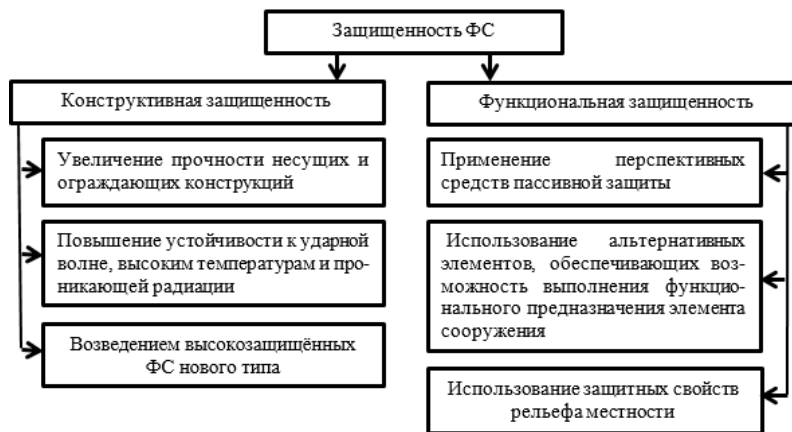 Защищенность ФС
Конструктивная защищенность
Увеличение прочности несущих и
ограждающих конструкций
Повышение устойчивости к ударной
волне, высоким температурам и про-
никающей радиации
Возведением высокозащищённых
ФС нового типа
Функциональная защищенность
Применение перспективных
средств пассивной защиты
Использование альтернативных
элементов, обеспечивающих воз-
можность выполнения функцио-
нального предназначения элемента
сооружения
Использование защитных свойств
рельефа местности